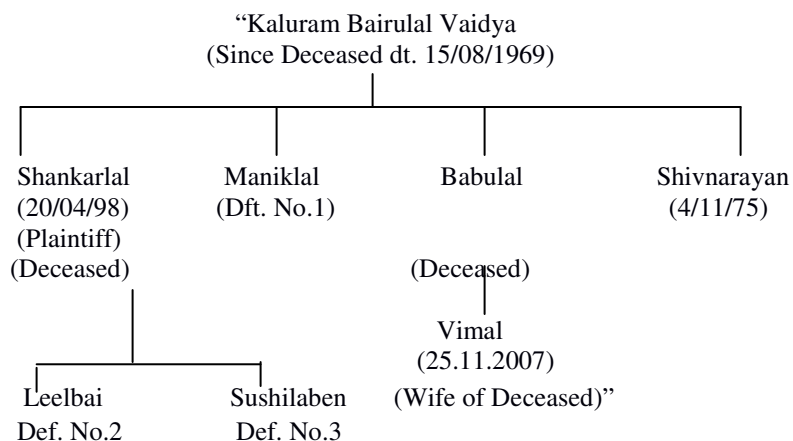 “Kaluram Bairulal Vaidya
(Since Deceased dt. 15/08/1969)
Shankarlal Maniklal Babulal Shivnarayan
(20/04/98) (Dft. No.1) (4/11/75)
(Plaintiff)
(Deceased) (Deceased)
Vimal
(25.11.2007)
Leelbai Sushilaben (Wife of Deceased)”
Def. No.2 Def. No.3